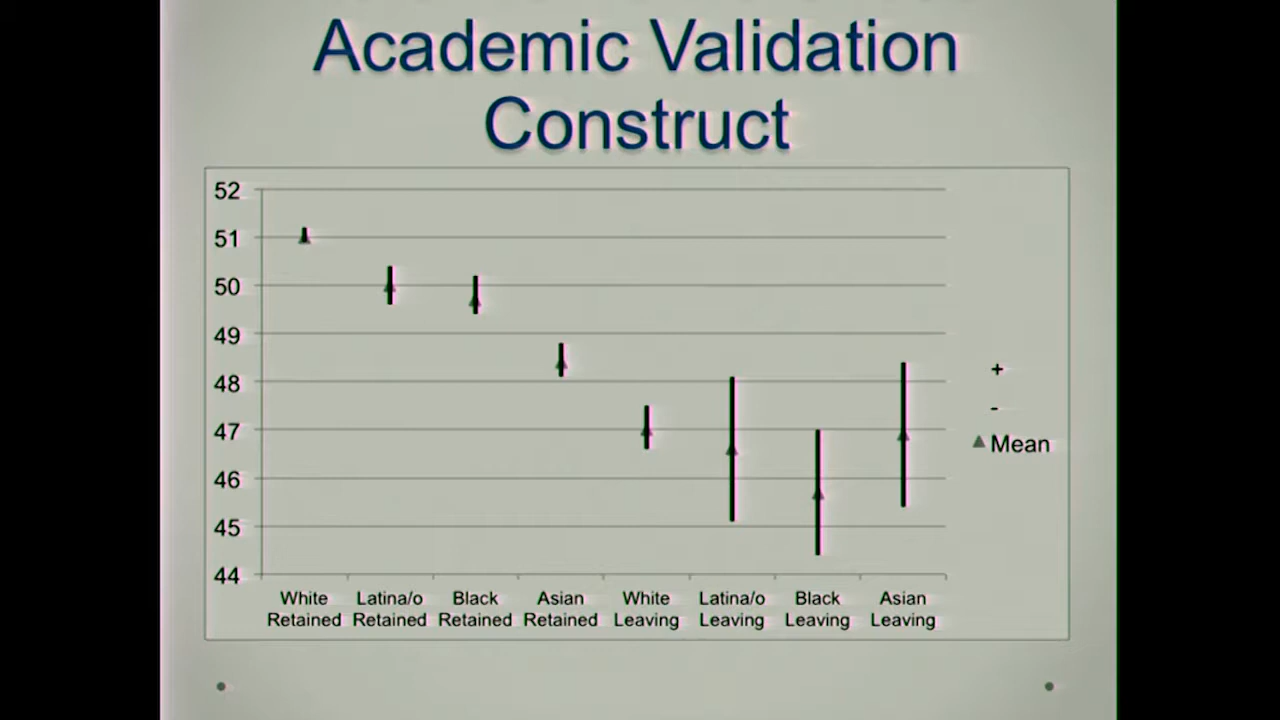 Academic Validation
Construct
52
51
50
49
48
47
46
45
44
White Retained
Latina/o Retained
Black Retained
Asian Retained
White Leaving
Latina/o Leaving
Black Leaving
Asian Leaving
+
-
Mean